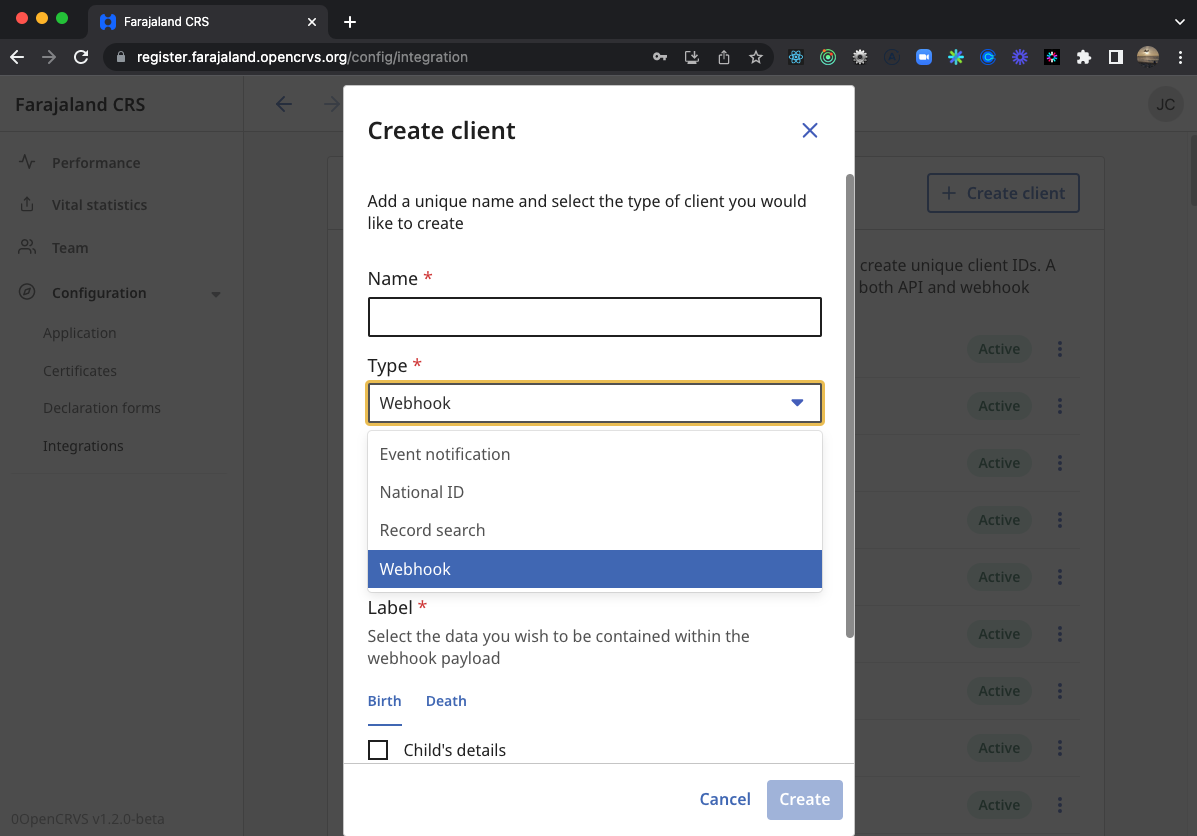 Farajaland CRS
register.farajaland.opencrvs.org/config/integration
Farajaland CRS
JC
Performance
Vital statistics
Team
Configuration
Application
Certificates
Declaration forms
Integrations
0OpenCRVS v1.2.0-beta
+ Create client
create unique client IDs. A
both API and webhook
Active
Active
Active
Active
Active
Active
Active
Active
Active
Create client
Add a unique name and select the type of client you would
like to create
Name *
Type *
Webhook
Event notification
National ID
Record search
Webhook
Label *
Select the data you wish to be contained within the
webhook payload
Birth Death
Child's details
Cancel Create